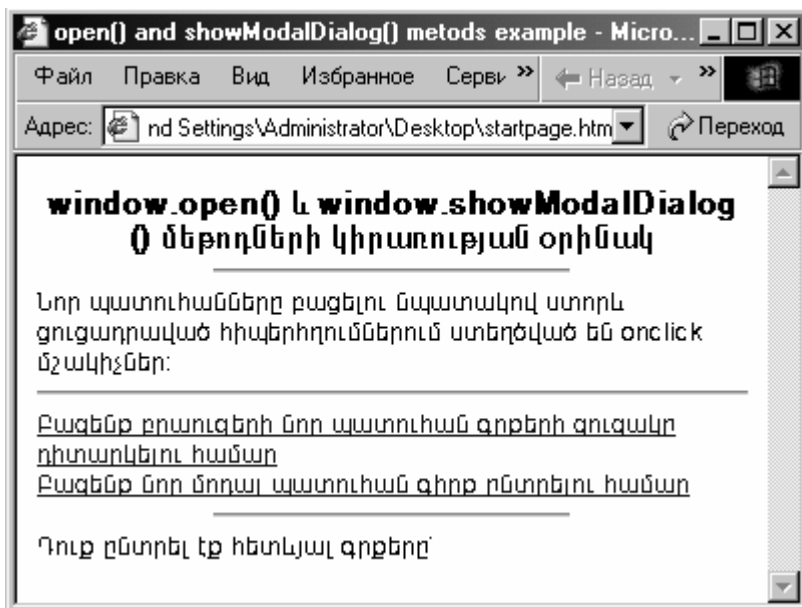 open() and showModalDialog() metods example - Micro...
Файл Правка Вид Избранное Серви » Назад »
Адрес: nd Settings\Administrator\Desktop\startpage.htm Переход
window.open() և window.showModalDialog
() մեթոդների կիրառության օրինակ
Նոր պատուհանները բացելու նպատակով ստորև
ցուցադրաված հիպերհղումներում ստեղծված են onclick
մշակիչներ:
Բացենք բրաուզերի նոր պատուհան գրքերի ցուցակը
դիտարկելու համար
Բացենք նոր մոդալ պատուհան գիրք ընտրելու համար
Դուք ընտրել էք հետևյալ գրքերը՝